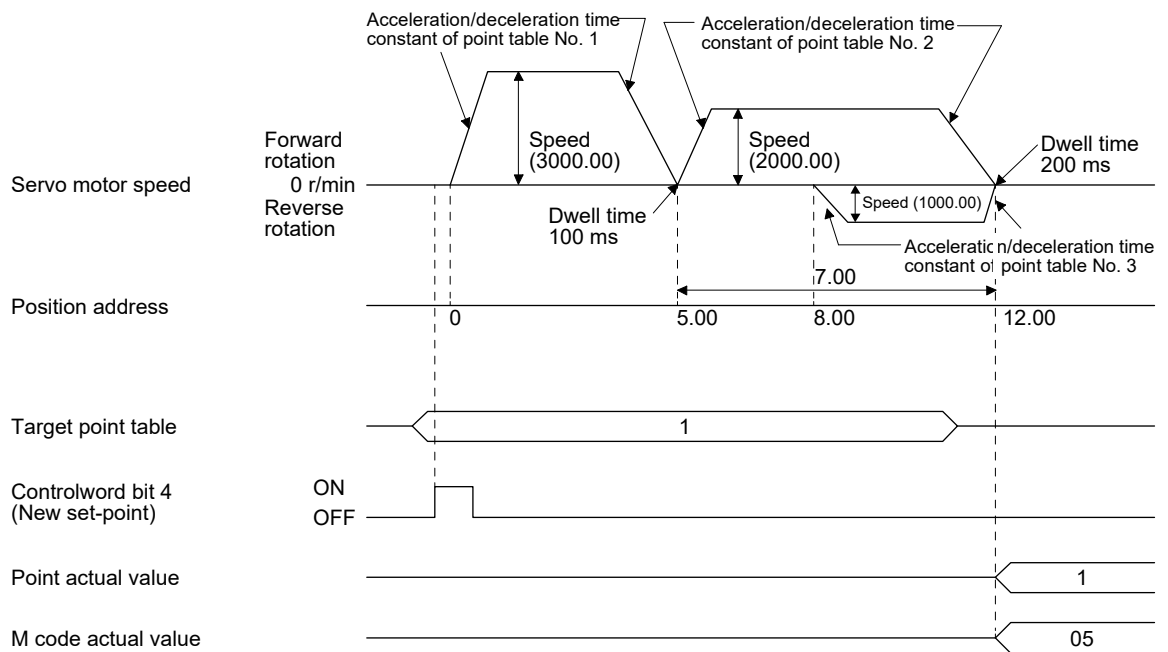 Acceleration/deceleration time
constant of point table No. 1
Acceleration/deceleration time
constant of point table No. 2
Forward
rotation
Speed
(3000.00)
Speed
(2000.00)
Dwell time
200 ms
Servo motor speed
0 r/min
Reverse
rotation
Dwell time
100 ms
Speed (1000.00)
Acceleration/deceleration time
constant of point table No. 3
7.00
Position address
0
5.00
8.00
12.00
Target point table
1
Controlword bit 4
(New set-point)
ON
OFF
Point actual value
1
M code actual value
05